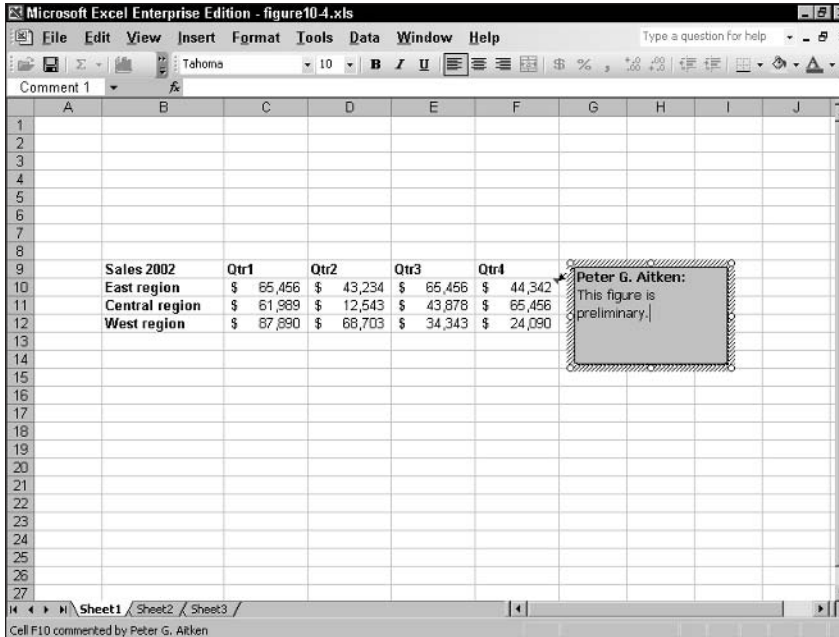 Microsoft Excel Enterprise Edition - figure10-4.xls
File Edit View Insert Format Tools Data Window Help Type a question for help
Tahoma 10 B I U $ % ,
Comment 1 fx
A B C D E F G H I J
1
2
3
4
5
6
7
8
9 Sales 2002 Qtr1 Qtr2 Qtr3 Qtr4
10 East region $ 65,456 $ 43,234 $ 65,456 $ 44,342
11 Central region $ 61,989 $ 12,543 $ 43,878 $ 65,456
12 West region $ 87,890 $ 68,703 $ 34,343 $ 24,090
Peter G. Aitken:
This figure is
preliminary.
13
14
15
16
17
18
19
20
21
22
23
24
25
26
27
Sheet1 Sheet2 Sheet3
Cell F10 commented by Peter G. Aitken